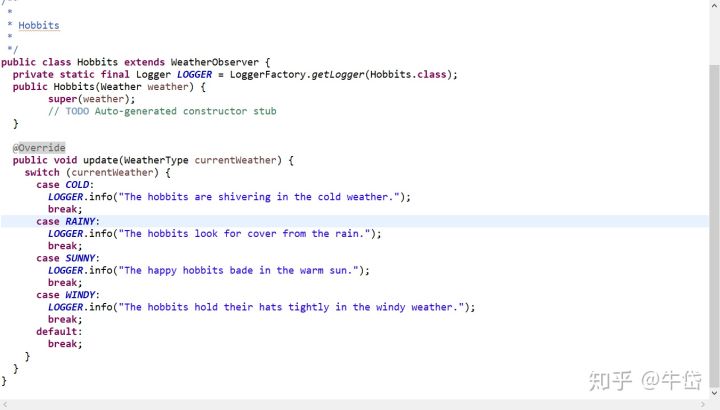 /**
 *
 * Hobbits
 *
 */
public class Hobbits extends WeatherObserver {
  private static final Logger LOGGER = LoggerFactory.getLogger(Hobbits.class);
  public Hobbits(Weather weather) {
        super(weather);
        // TODO Auto-generated constructor stub
  }

  @Override
  public void update(WeatherType currentWeather) {
    switch (currentWeather) {
      case COLD:
        LOGGER.info("The hobbits are shivering in the cold weather.");
        break;
      case RAINY:
        LOGGER.info("The hobbits look for cover from the rain.");
        break;
      case SUNNY:
        LOGGER.info("The happy hobbits bade in the warm sun.");
        break;
      case WINDY:
        LOGGER.info("The hobbits hold their hats tightly in the windy weather.");
        break;
      default:
        break;
    }
  }
}
知乎 @牛岱